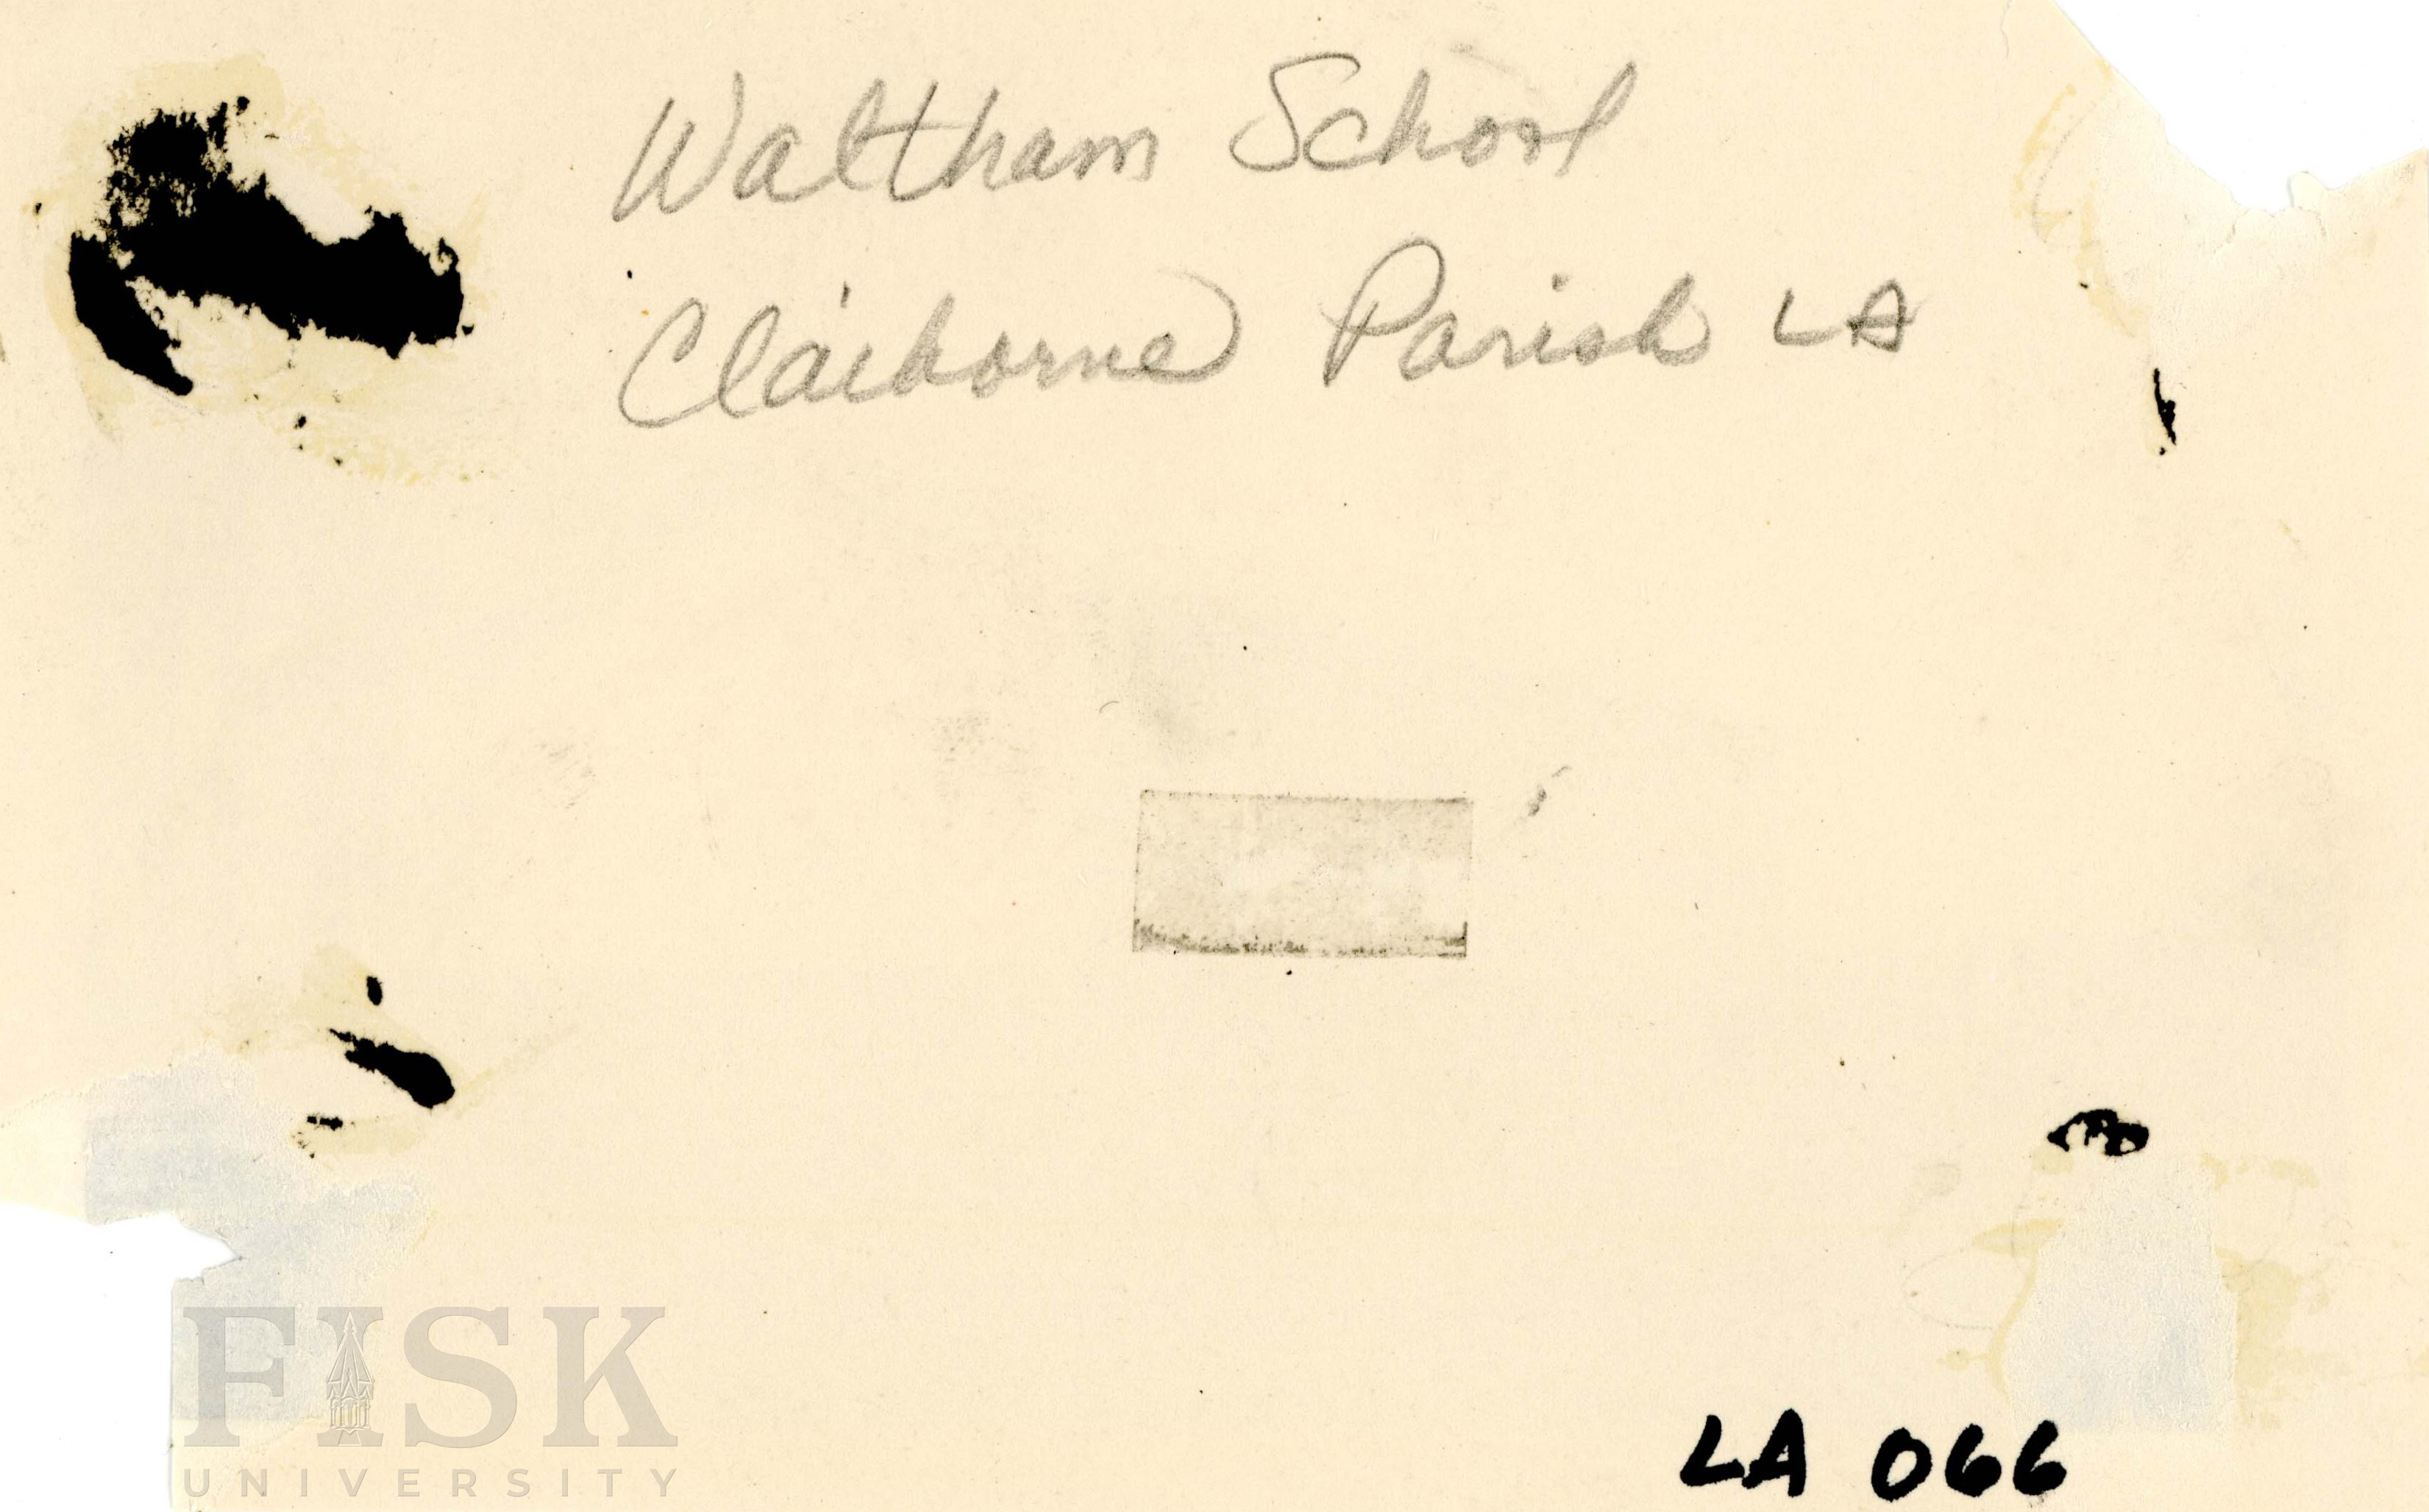 Waltham School
Claiborne Parish LA
FISK
UNIVERSITY
LA 066